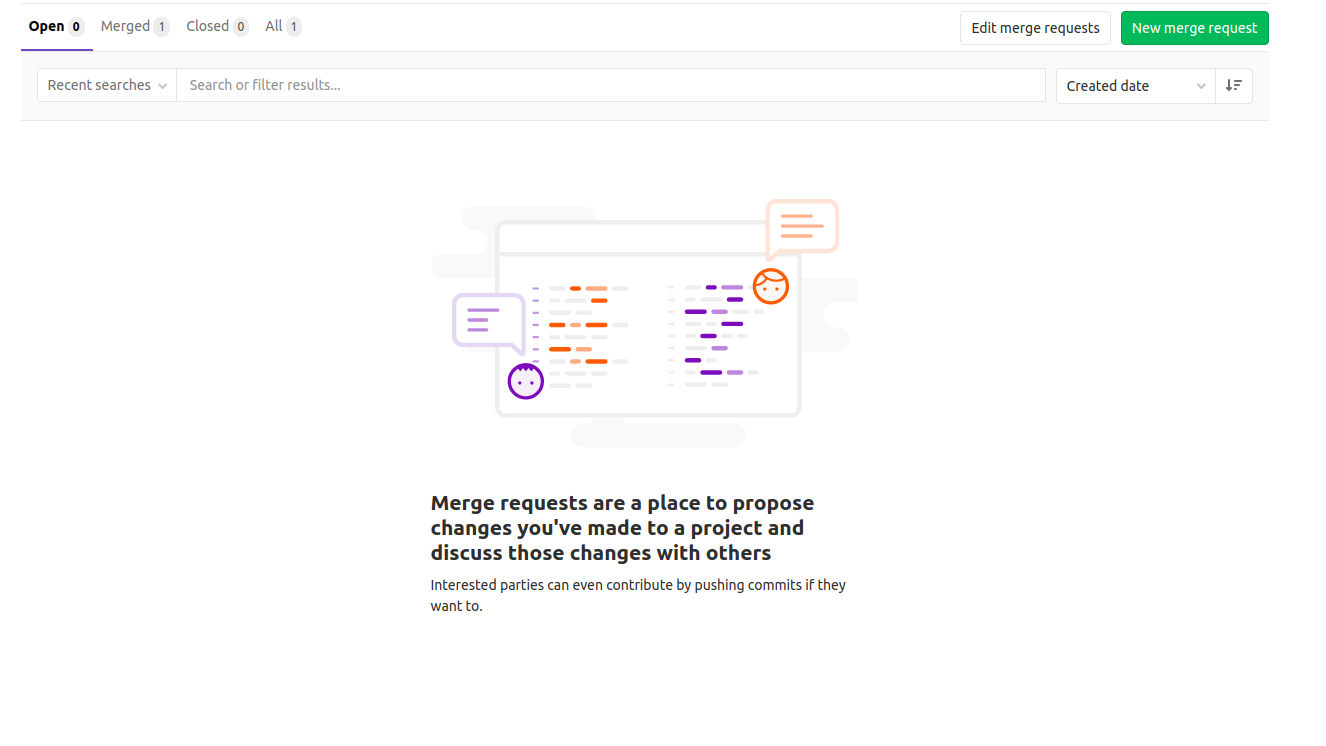 Open 0 Merged 1 Closed 0 All 1 Edit merge requests New merge request
Recent searches Search or filter results... Created date
Merge requests are a place to propose
changes you've made to a project and
discuss those changes with others
Interested parties can even contribute by pushing commits if they
want to.